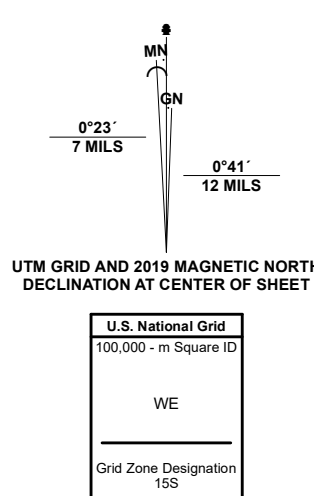 MN
GN
0°23´
7 MILS
0°41´
12 MILS
UTM GRID AND 2019 MAGNETIC NORTH
DECLINATION AT CENTER OF SHEET
U.S. National Grid
100,000 - m Square ID
WE
Grid Zone Designation
15S